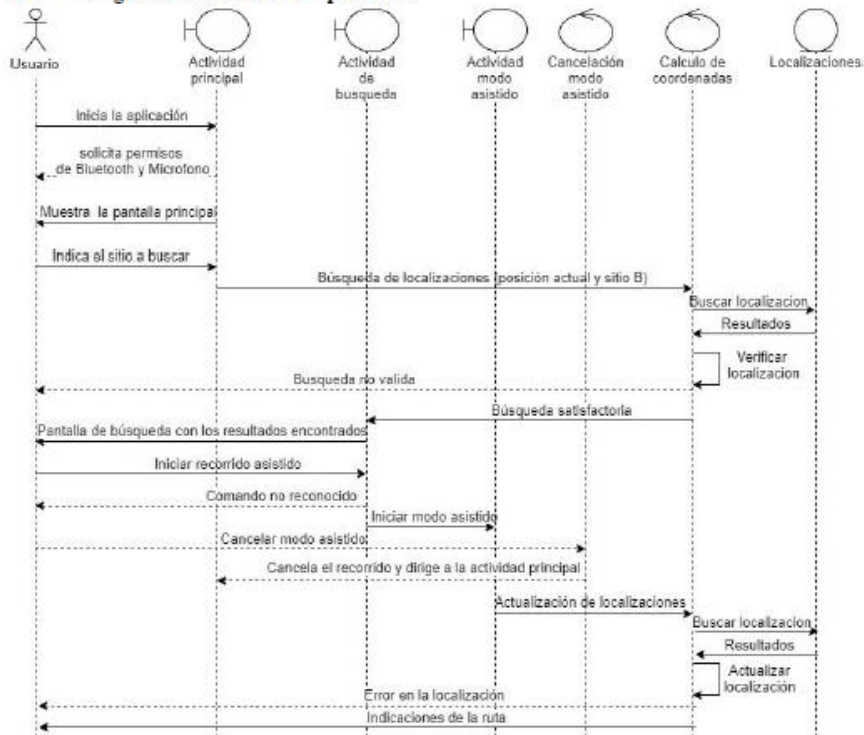 Usuario
Actividad
principal
Actividad
de
busqueda
Actividad
modo
asistido
Cancelación
modo
asistido
Calculo de
coordenadas
Localizaciones
Inicia la aplicación
solicita permisos
de Bluetooth y Microfono
Muestra la pantalla principal
Indica el sitio a buscar
Búsqueda de localizaciones (posición actual y sitio B)
Buscar localizacion
Resultados
Verificar
localizacion
Busqueda no valida
Búsqueda satisfactoria
Pantalla de búsqueda con los resultados encontrados
Iniciar recorrido asistido
Comando no reconocido
Iniciar modo asistido
Cancelar modo asistido
Cancela el recorrido y dirige a la actividad principal
Actualización de localizaciones
Buscar localizacion
Resultados
Actualizar
localización
Error en la localización
Indicaciones de la ruta